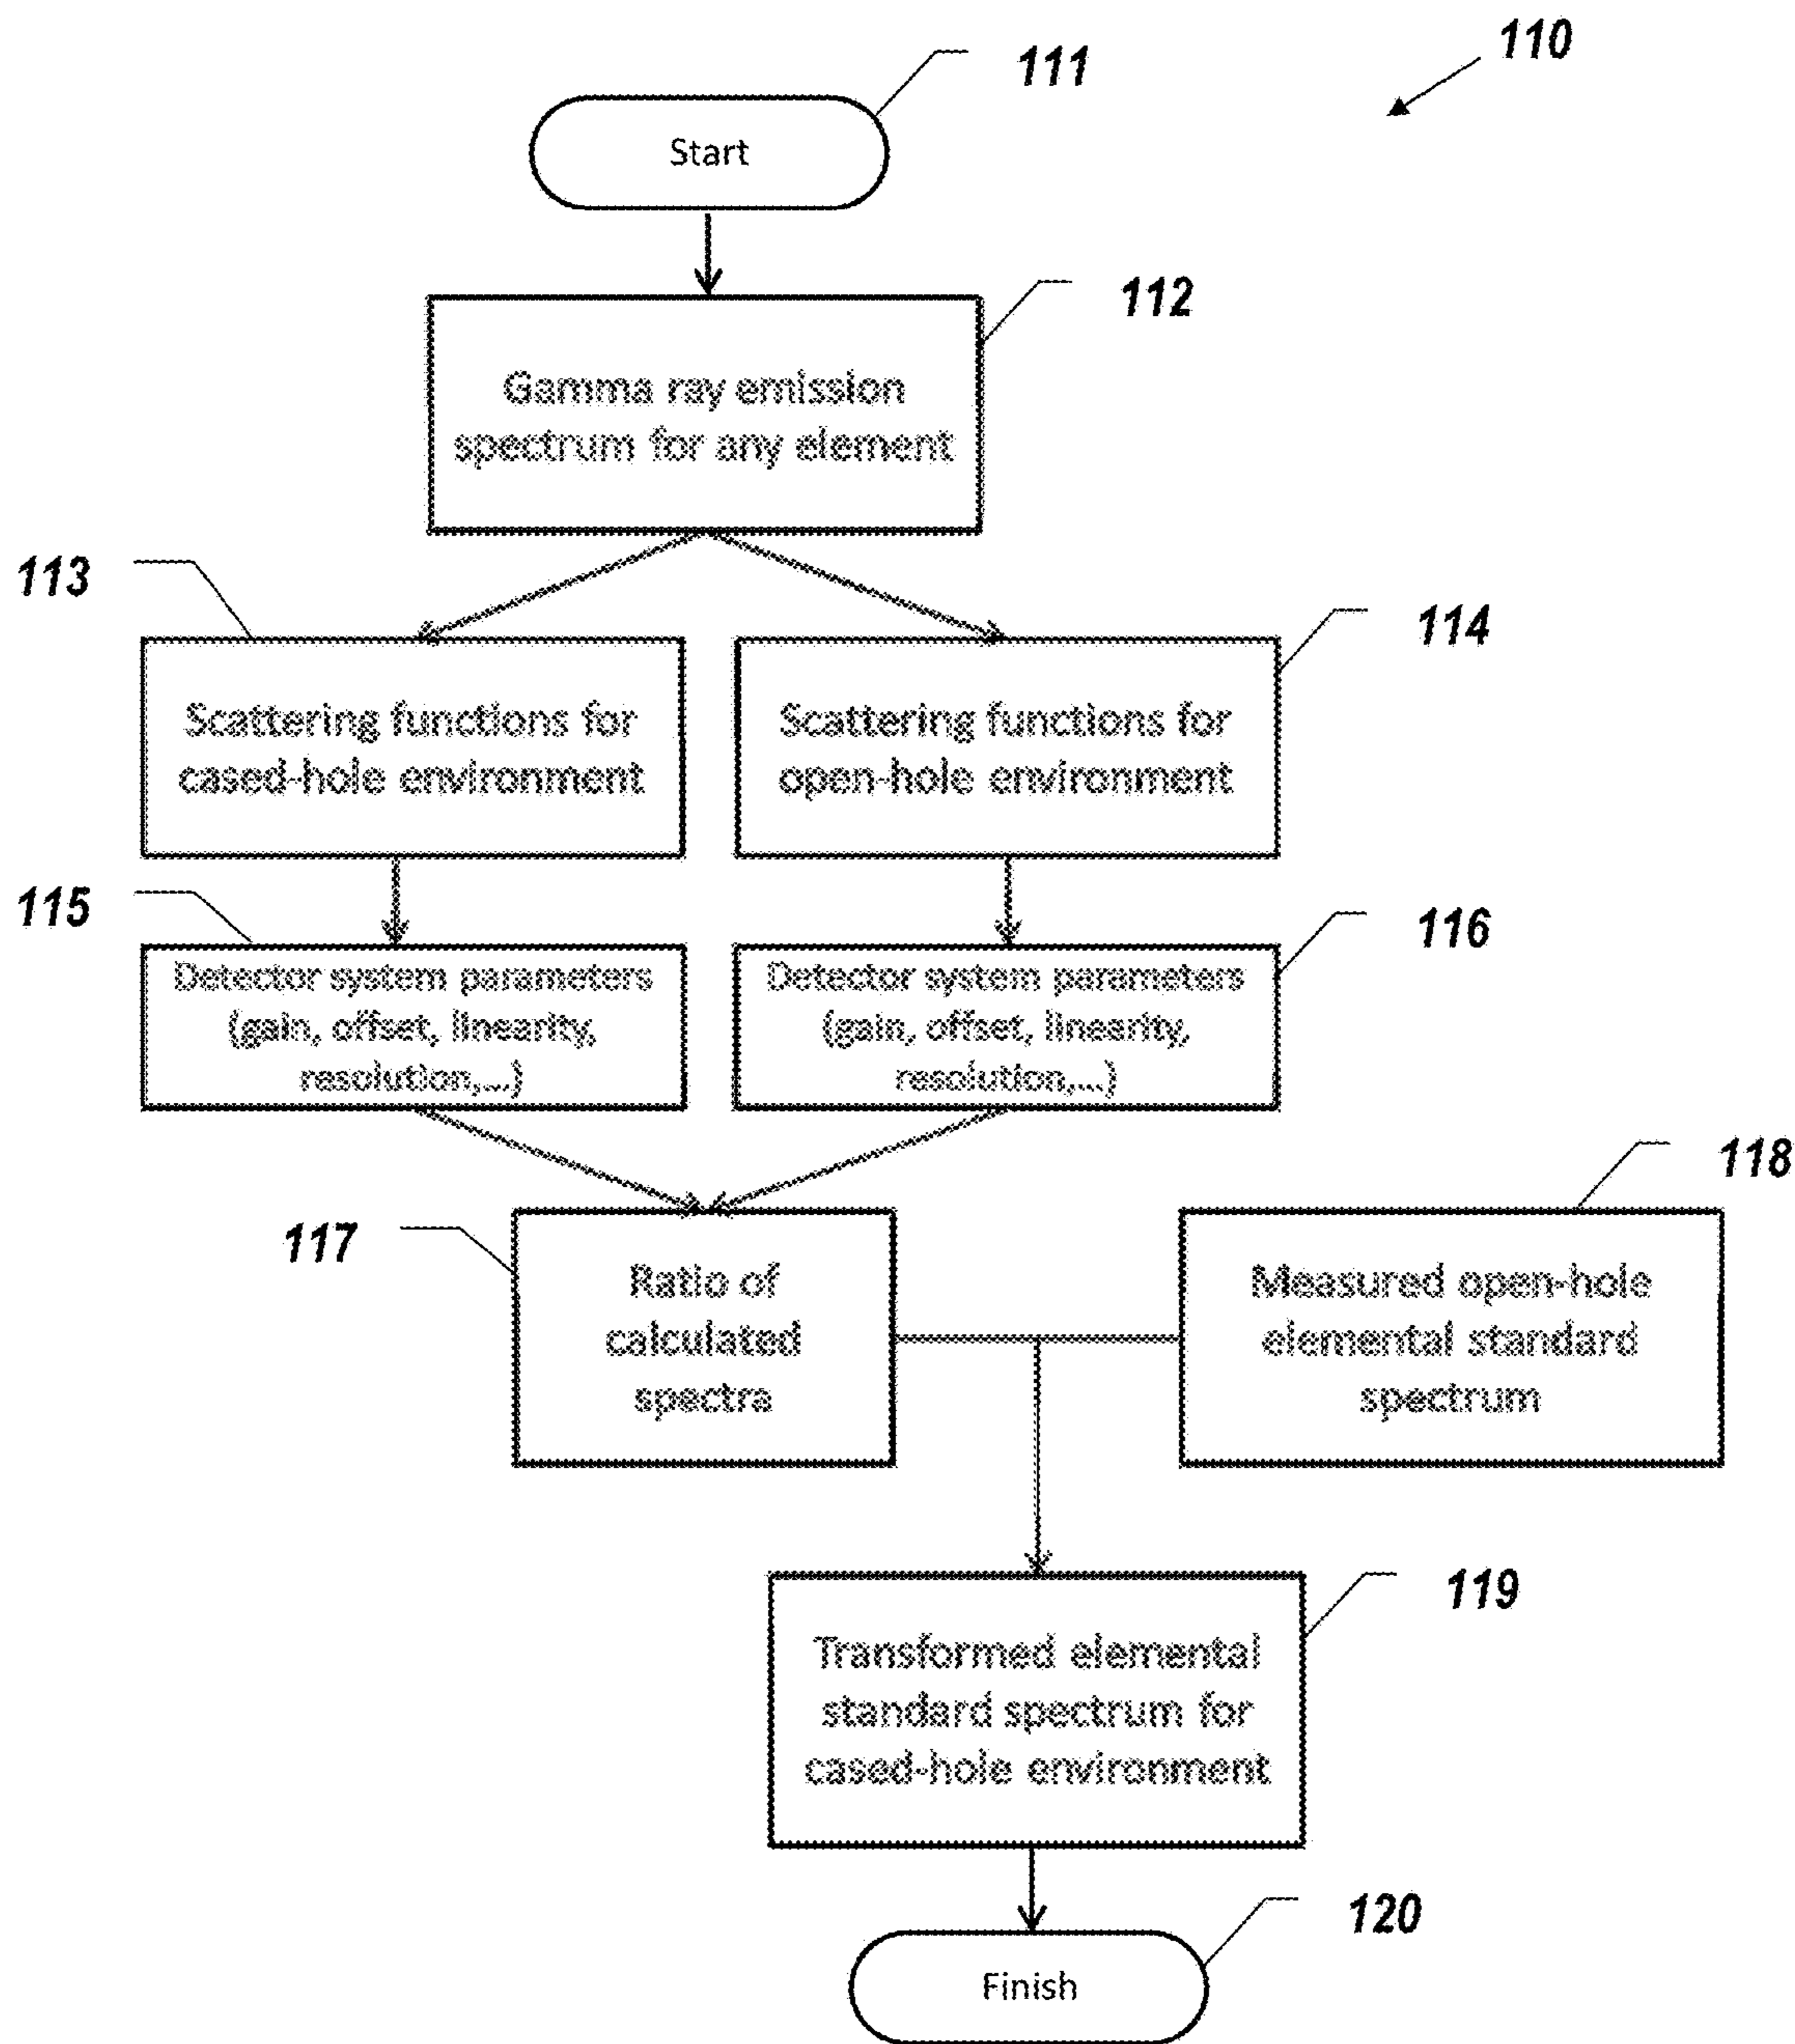 110
111
Start
112
Gamma ray emission
spectrum for any element
113
Scattering functions for
cased-hole environment
114
Scattering functions for
open-hole environment
115
Detector system parameters
(gain, offset, linearity,
resolution,...)
116
Detector system parameters
(gain, offset, linearity,
resolution,...)
117
Ratio of
calculated
spectra
118
Measured open-hole
elemental standard
spectrum
119
Transformed elemental
standard spectrum for
cased-hole environment
120
Finish